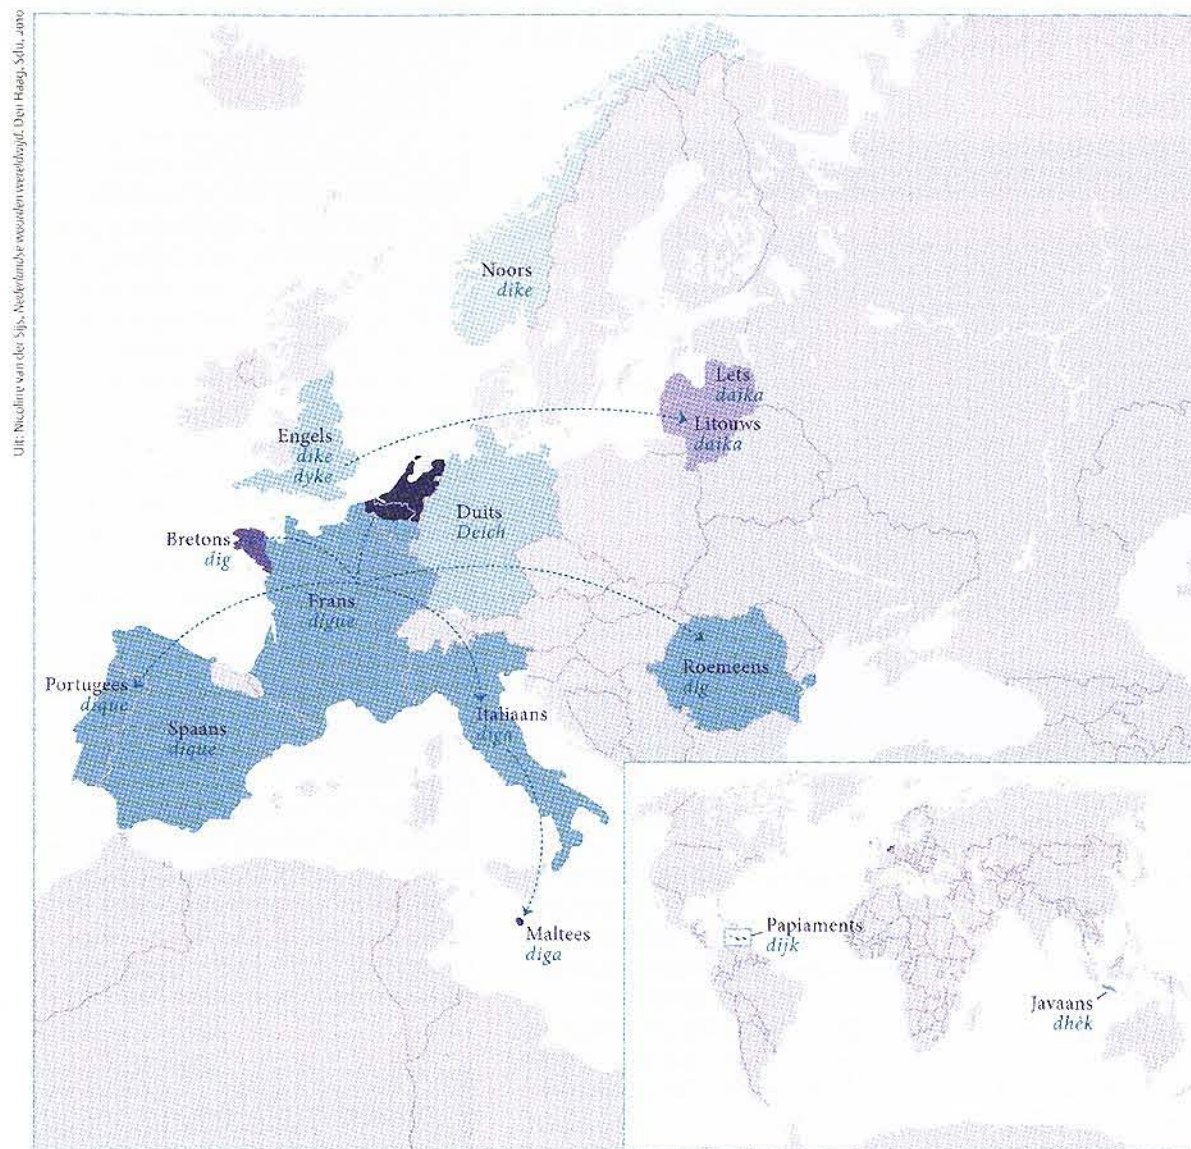 Uit: Nicoline van der Sijs, Nederlandse woorden wereldwijd. Den Haag, Sdu, 2010
Noors
dike
Lets
daika
Litouws
daika
Engels
dike
dyke
Duits
Deich
Bretons
dig
Frans
digue
Roemeens
dig
Portugees
dique
Spaans
dique
Italiaans
diga
Maltees
diga
Papiaments
dijk
Javaans
dhèk